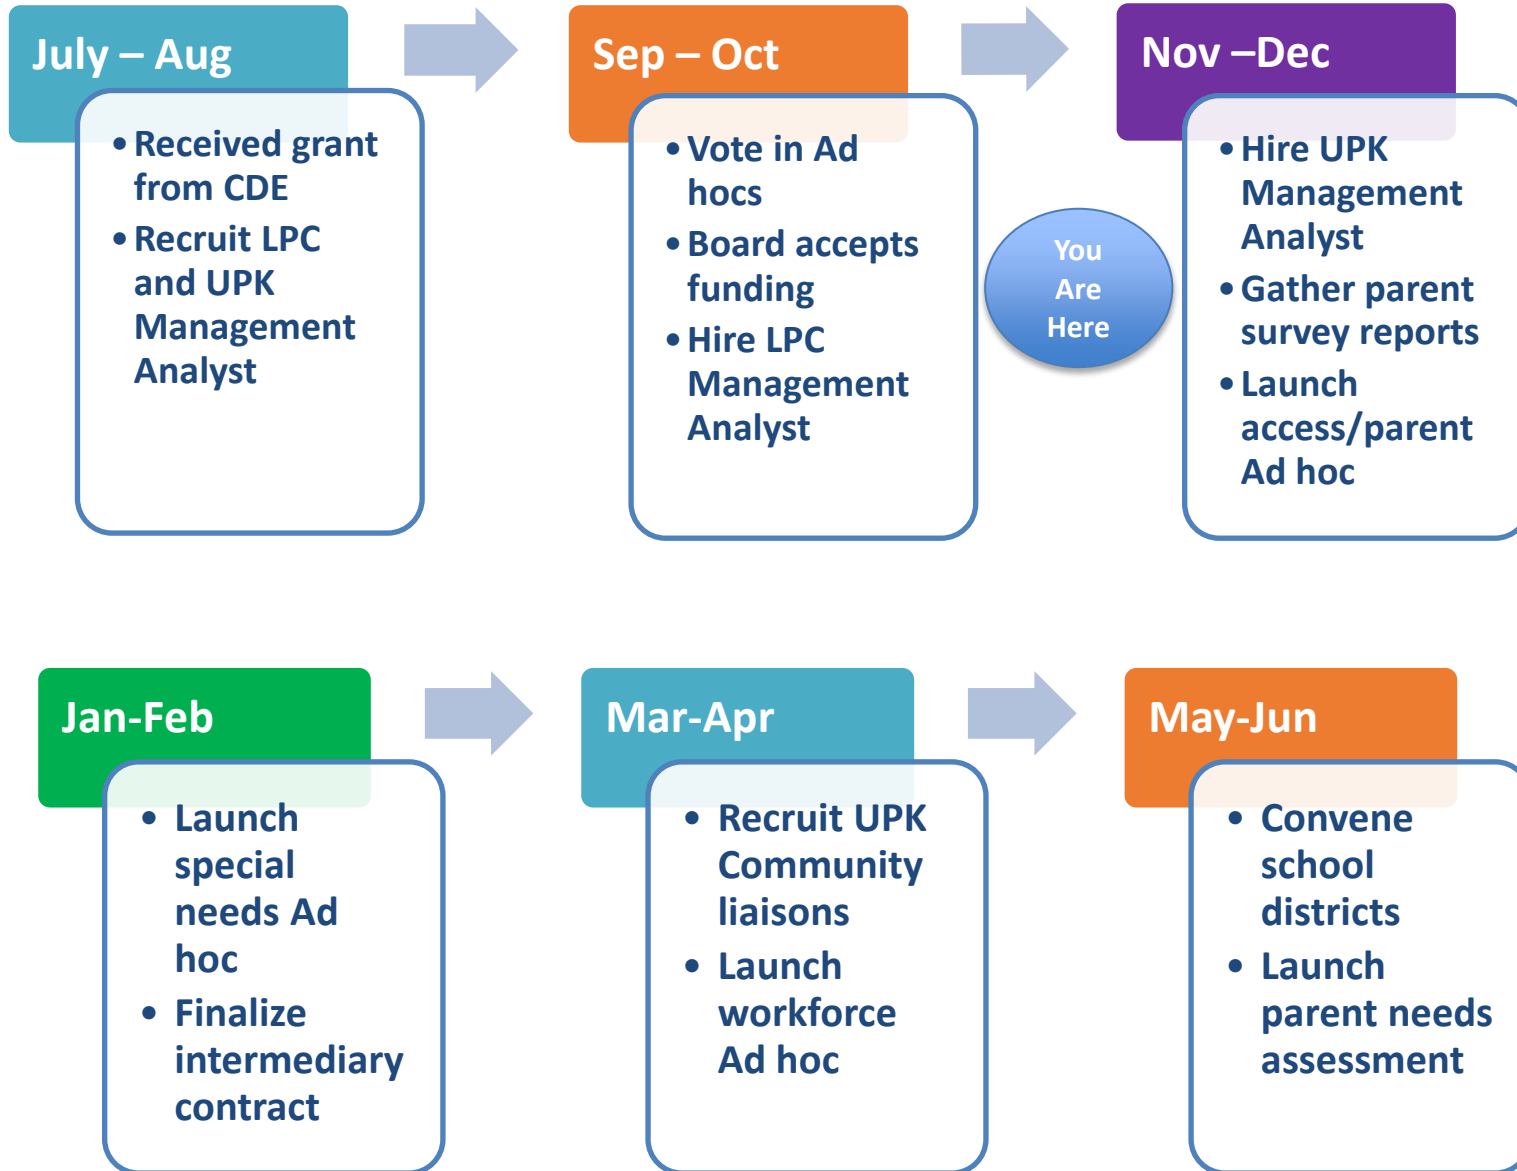 July – Aug
• Received grant
from CDE
• Recruit LPC
and UPK
Management
Analyst
Sep – Oct
• Vote in Ad
hocs
• Board accepts
funding
• Hire LPC
Management
Analyst
You
Are
Here
Nov –Dec
• Hire UPK
Management
Analyst
• Gather parent
survey reports
• Launch
access/parent
Ad hoc
Jan-Feb
• Launch
special
needs Ad
hoc
• Finalize
intermediary
contract
Mar-Apr
• Recruit UPK
Community
liaisons
• Launch
workforce
Ad hoc
May-Jun
• Convene
school
districts
• Launch
parent needs
assessment